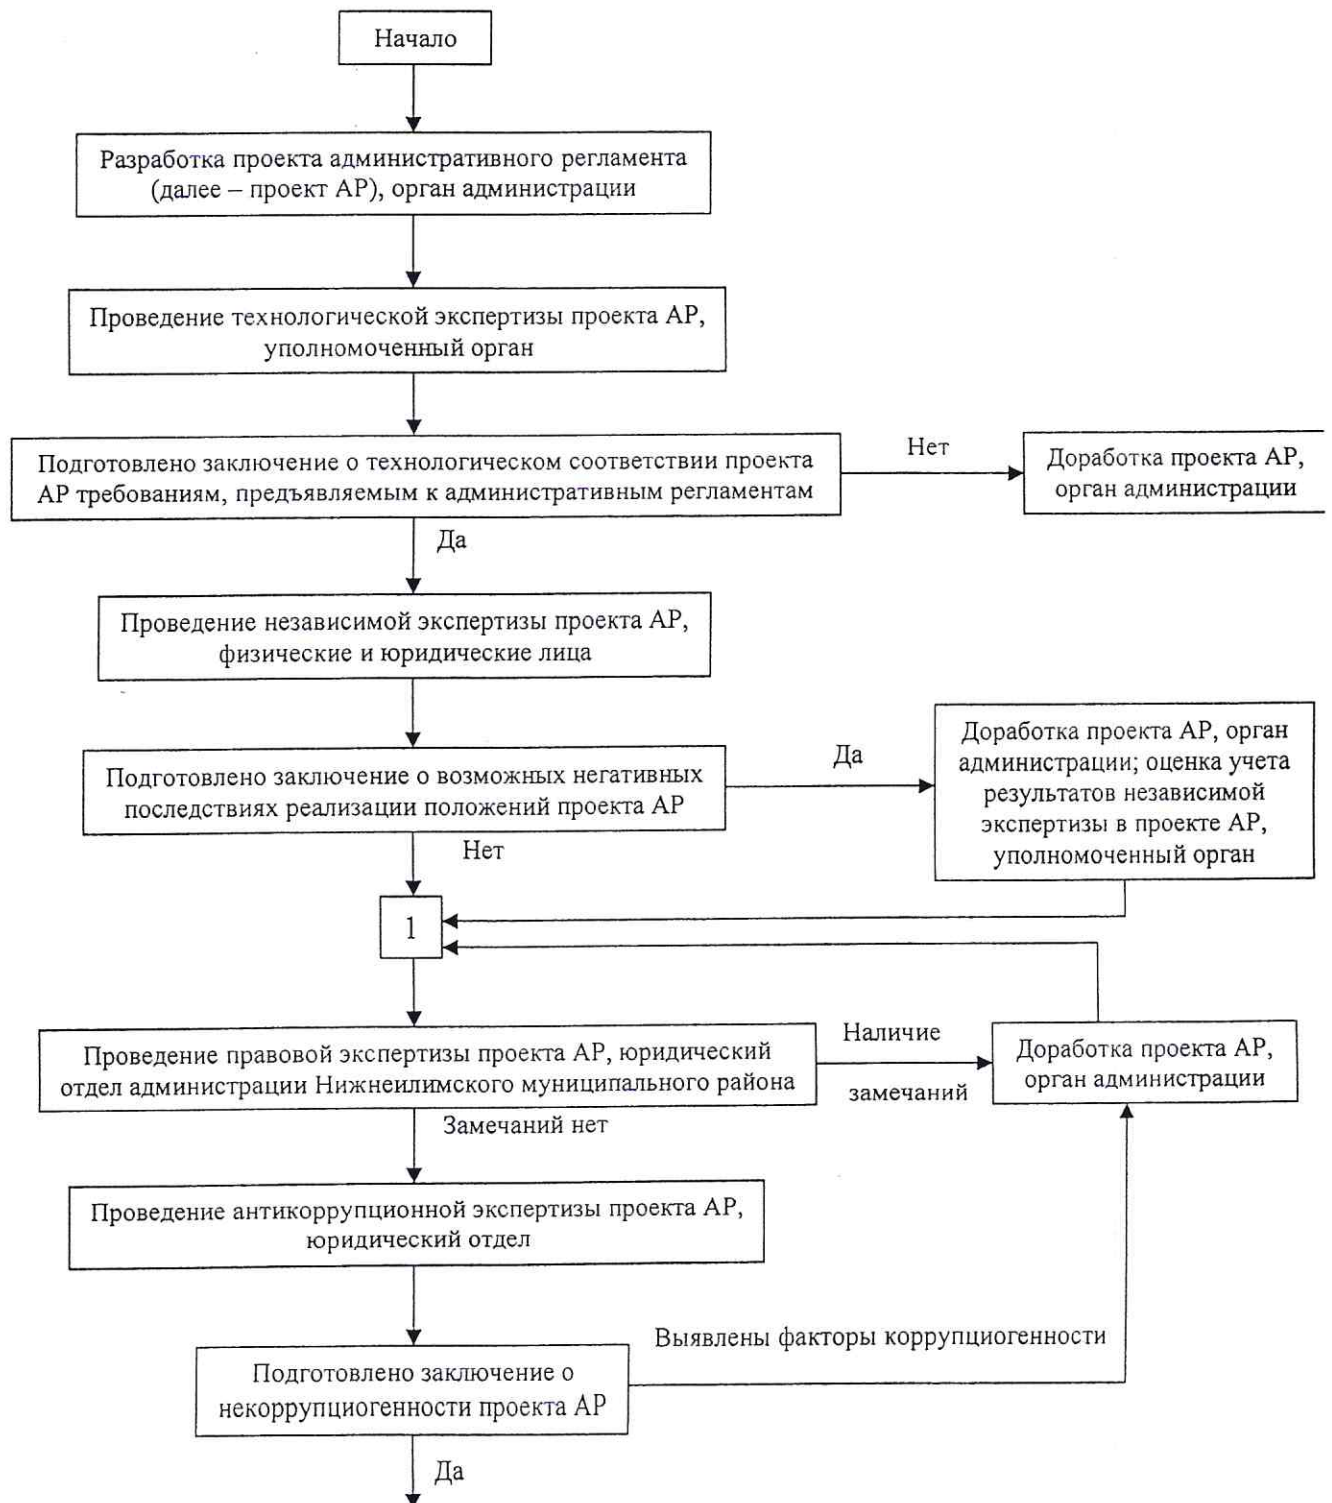 Начало
Разработка проекта административного регламента
(далее – проект АР), орган администрации
Проведение технологической экспертизы проекта АР,
уполномоченный орган
Подготовлено заключение о технологическом соответствии проекта
АР требованиям, предъявляемым к административным регламентам
Нет
Доработка проекта АР,
орган администрации
Да
Проведение независимой экспертизы проекта АР,
физические и юридические лица
Подготовлено заключение о возможных негативных
последствиях реализации положений проекта АР
Да
Доработка проекта АР, орган
администрации; оценка учета
результатов независимой
экспертизы в проекте АР,
уполномоченный орган
Нет
1
Проведение правовой экспертизы проекта АР, юридический
отдел администрации Нижнеилимского муниципального района
Наличие
замечаний
Доработка проекта АР,
орган администрации
Замечаний нет
Проведение антикоррупционной экспертизы проекта АР,
юридический отдел
Выявлены факторы коррупциогенности
Подготовлено заключение о
некоррупциогенности проекта АР
Да